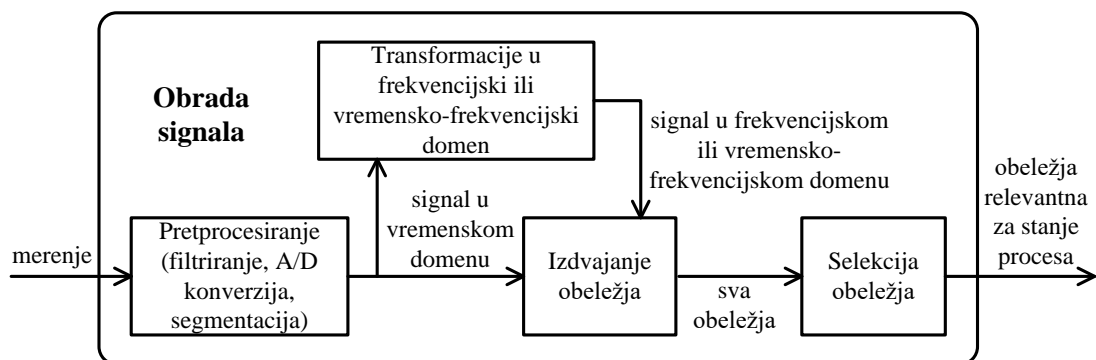 Obrada
signala
Transformacije u
frekvencijski ili
vremensko-frekvencijski
domen
signal u frekvencijskom
ili vremensko-
frekvencijskom domenu
merenje
Pretprocesiranje
(filtriranje, A/D
konverzija,
segmentacija)
signal u
vremenskom
domenu
Izdvajanje
obeležja
sva
obeležja
Selekcija
obeležja
obeležja
relevantna
za stanje
procesa